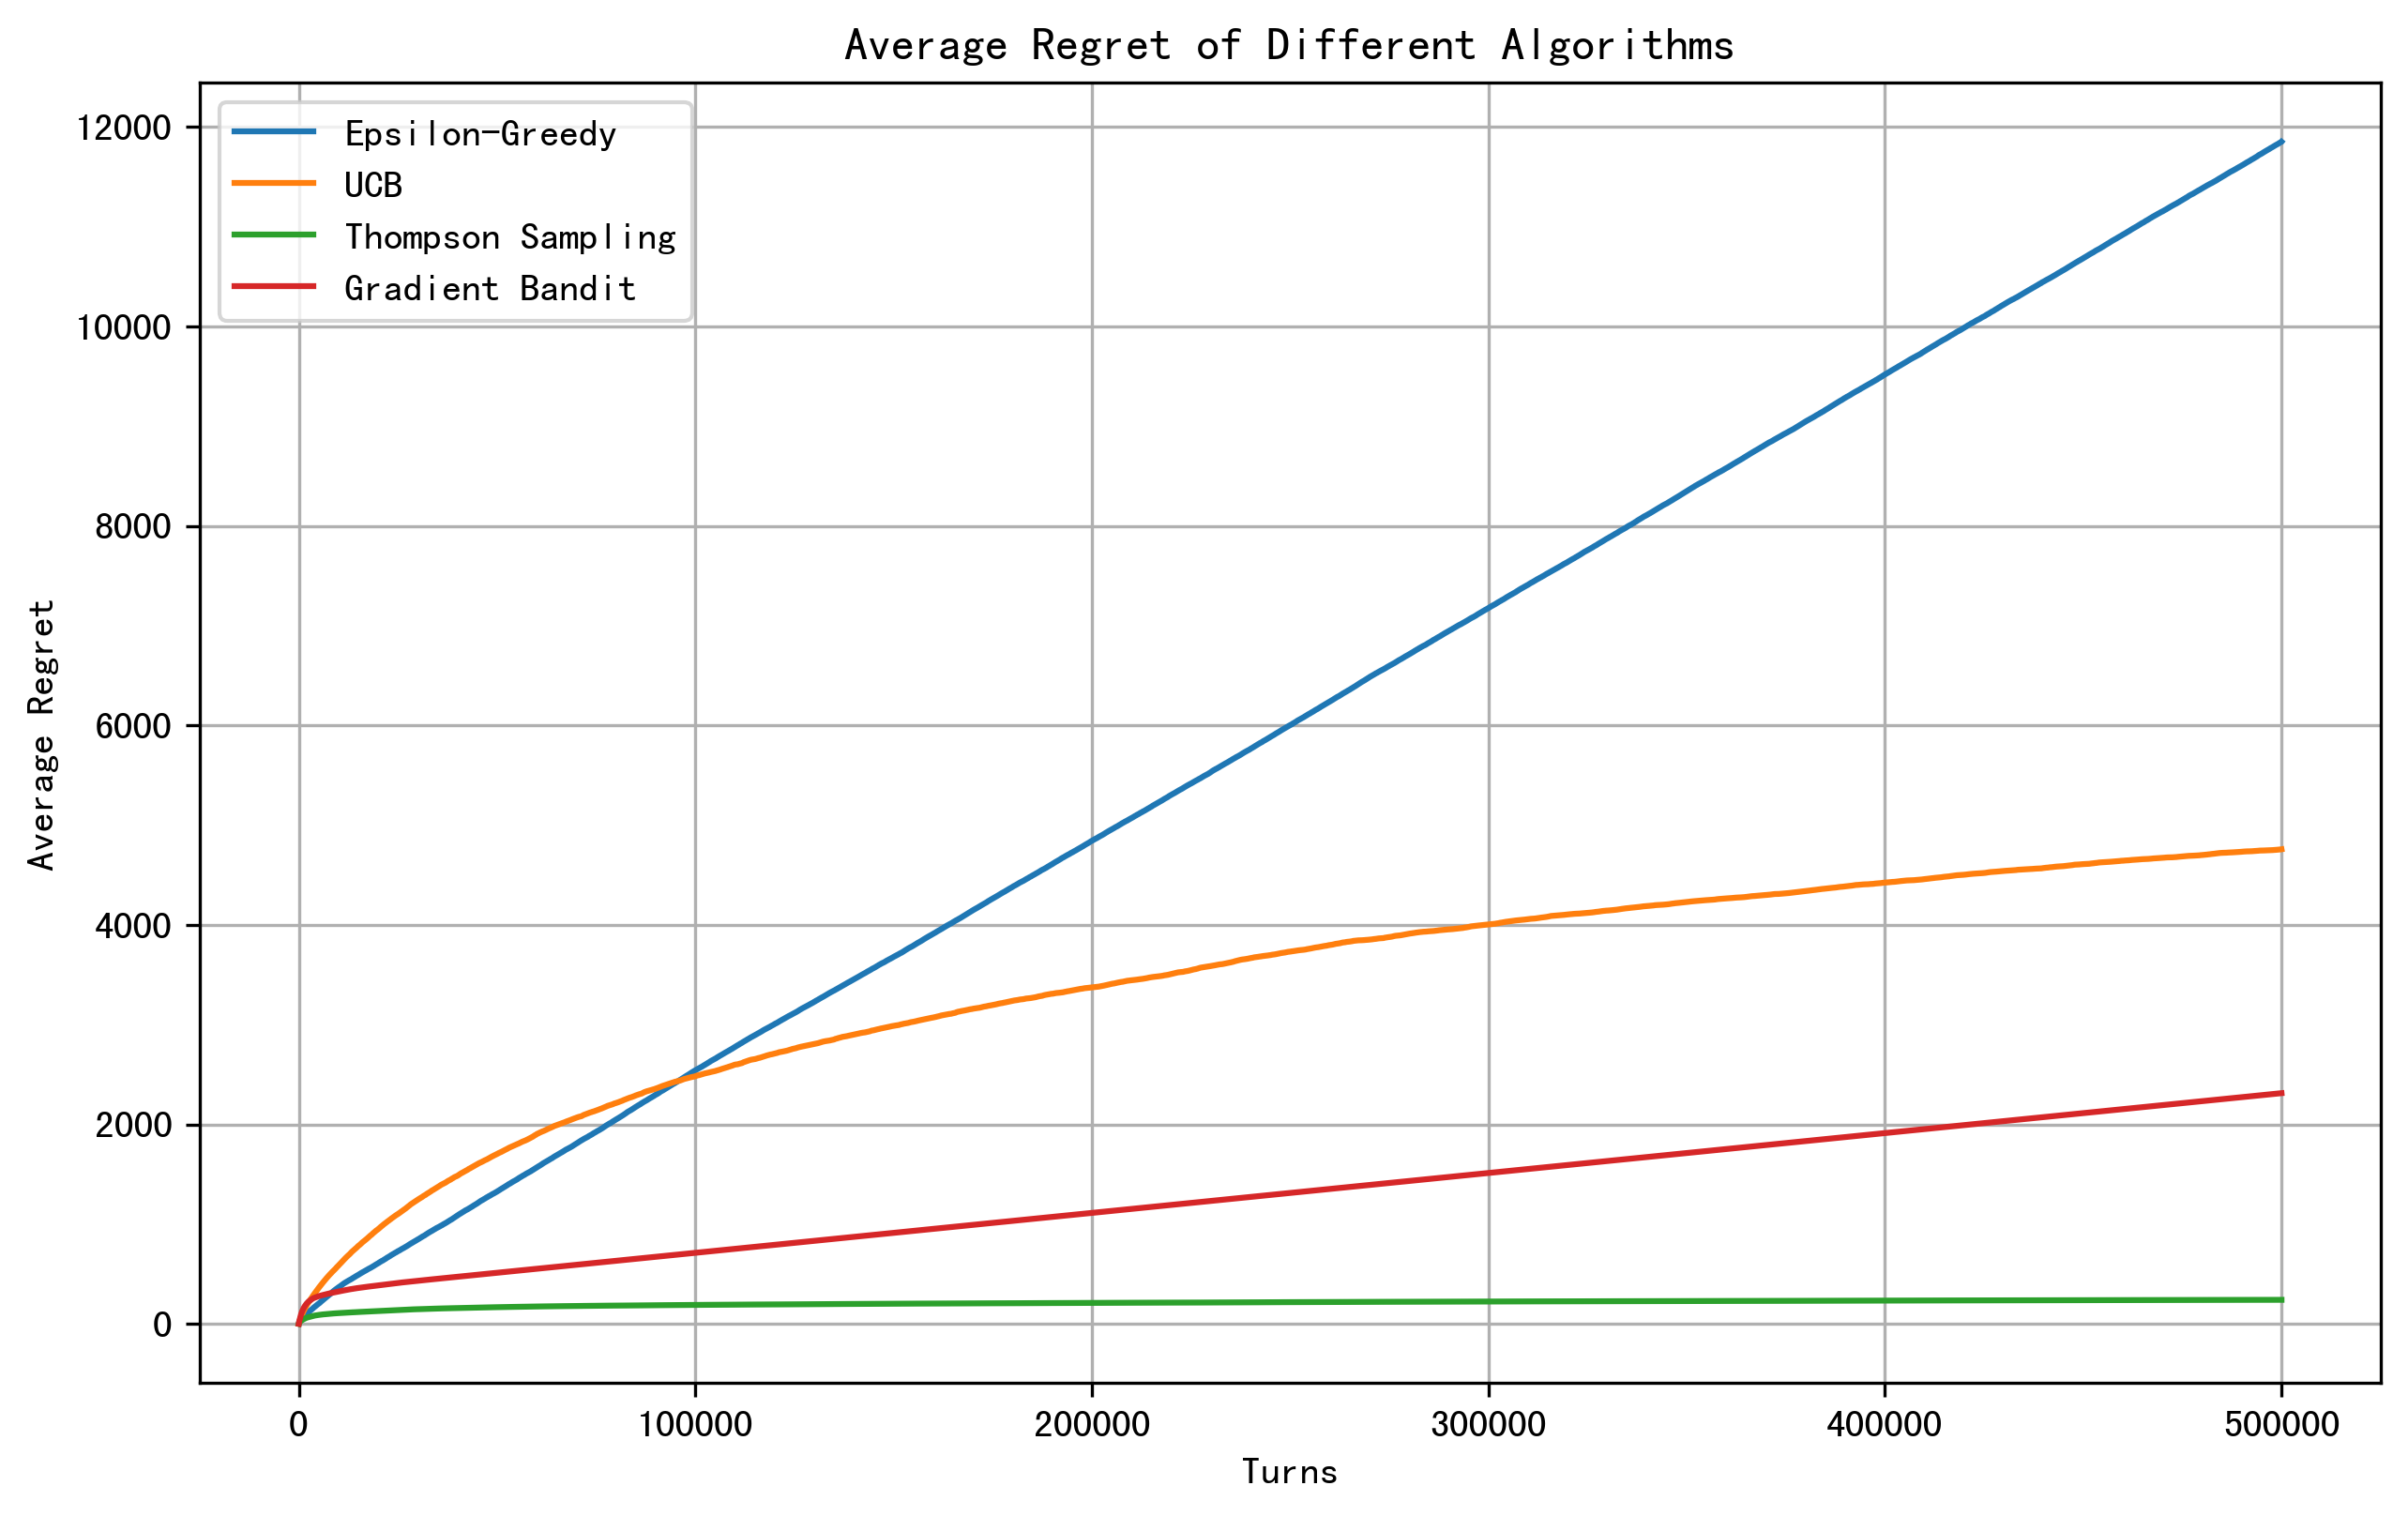 Average Regret of Different Algorithms
Epsilon-Greedy
UCB
Thompson Sampling
Gradient Bandit
12000
10000
8000
6000
4000
2000
0
Average Regret
0 100000 200000 300000 400000 500000
Turns